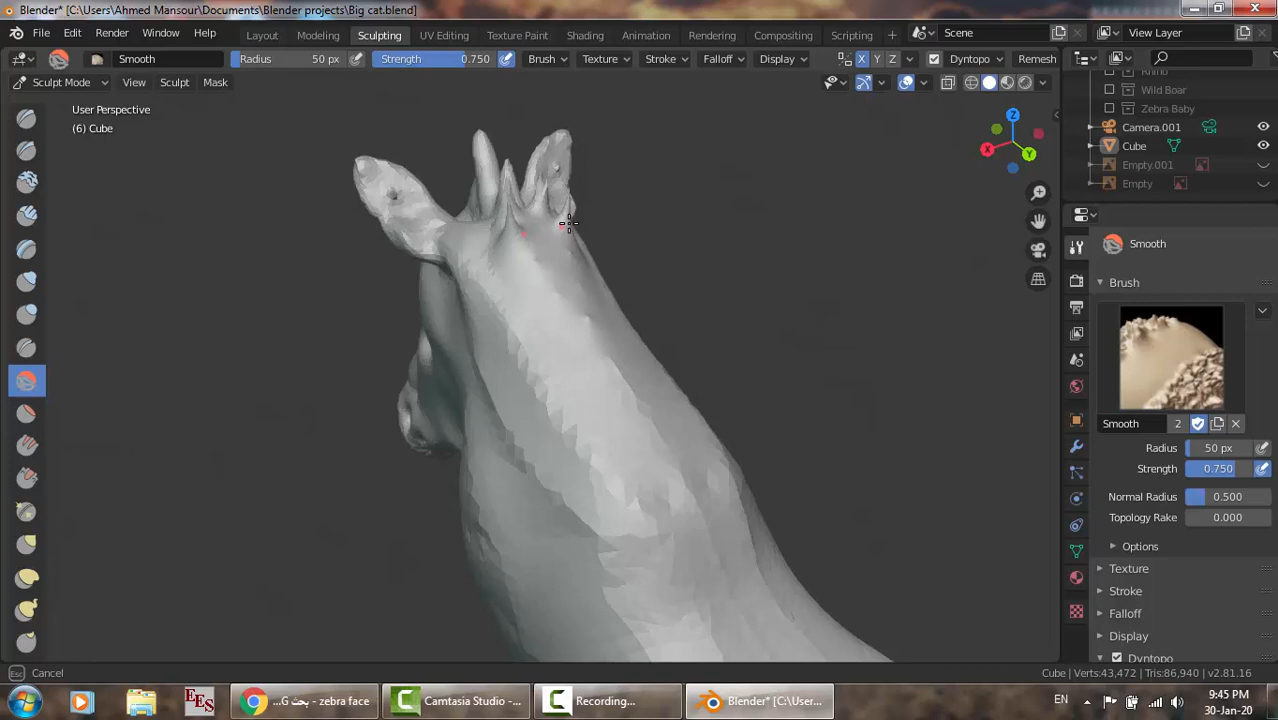 Blender* [C:\Users\Ahmed Mansour\Documents\Blender projects\Big cat.blend]
File Edit Render Window Help Layout Modeling Sculpting UV Editing Texture Paint Shading Animation Rendering Compositing Scripting + Scene View Layer
Smooth Radius 50 px Strength 0.750 Brush Texture Stroke Falloff Display X Y Z Dyntopo Remesh
Sculpt Mode View Sculpt Mask
Rhino
Wild Boar
Zebra Baby
Camera.001
Cube
Empty.001
Empty
User Perspective
(6) Cube
Z
X
Y
Smooth
Brush
Smooth 2
Radius 50 px
Strength 0.750
Normal Radius 0.500
Topology Rake 0.000
Options
Texture
Stroke
Falloff
Display
Dyntopo
Esc Cancel
Cube | Verts:43,472 | Tris:86,940 | v2.81.16
EES
...zebra face - بحث G
Camtasia Studio -...
Recording...
Blender* [C:\User...
EN
9:45 PM
30-Jan-20